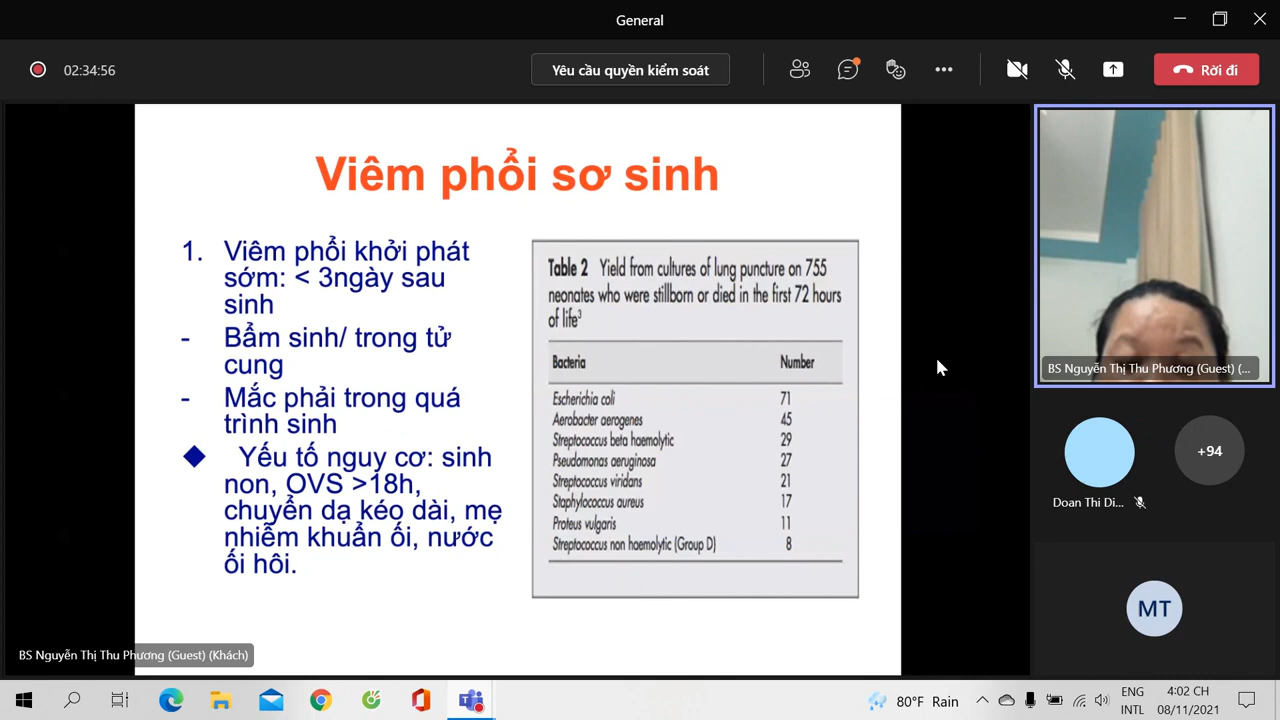 General
02:34:56
Yêu cầu quyền kiểm soát
Rời đi
Viêm phổi sơ sinh
1. Viêm phổi khởi phát
sớm: < 3ngày sau
sinh
- Bẩm sinh/ trong tử
cung
- Mắc phải trong quá
trình sinh
Yếu tố nguy cơ: sinh
non, OVS >18h,
chuyển dạ kéo dài, mẹ
nhiễm khuẩn ối, nước
ối hôi.
Table 2 Yield from cultures of lung puncture on 755
neonates who were stillborn or died in the first 72 hours
of life3
Bacteria Number
Escherichia coli 71
Aerobacter aerogenes 45
Streptococcus beta haemolytic 29
Pseudomonas aeruginosa 27
Streptococcus viridans 21
Staphylococcus aureus 17
Proteus vulgaris 11
Streptococcus non haemolytic (Group D) 8
BS Nguyễn Thị Thu Phương (Guest) (...
Doan Thi Di...
+94
MT
BS Nguyễn Thị Thu Phương (Guest) (Khách)
80°F Rain
ENG
INTL
4:02 CH
08/11/2021